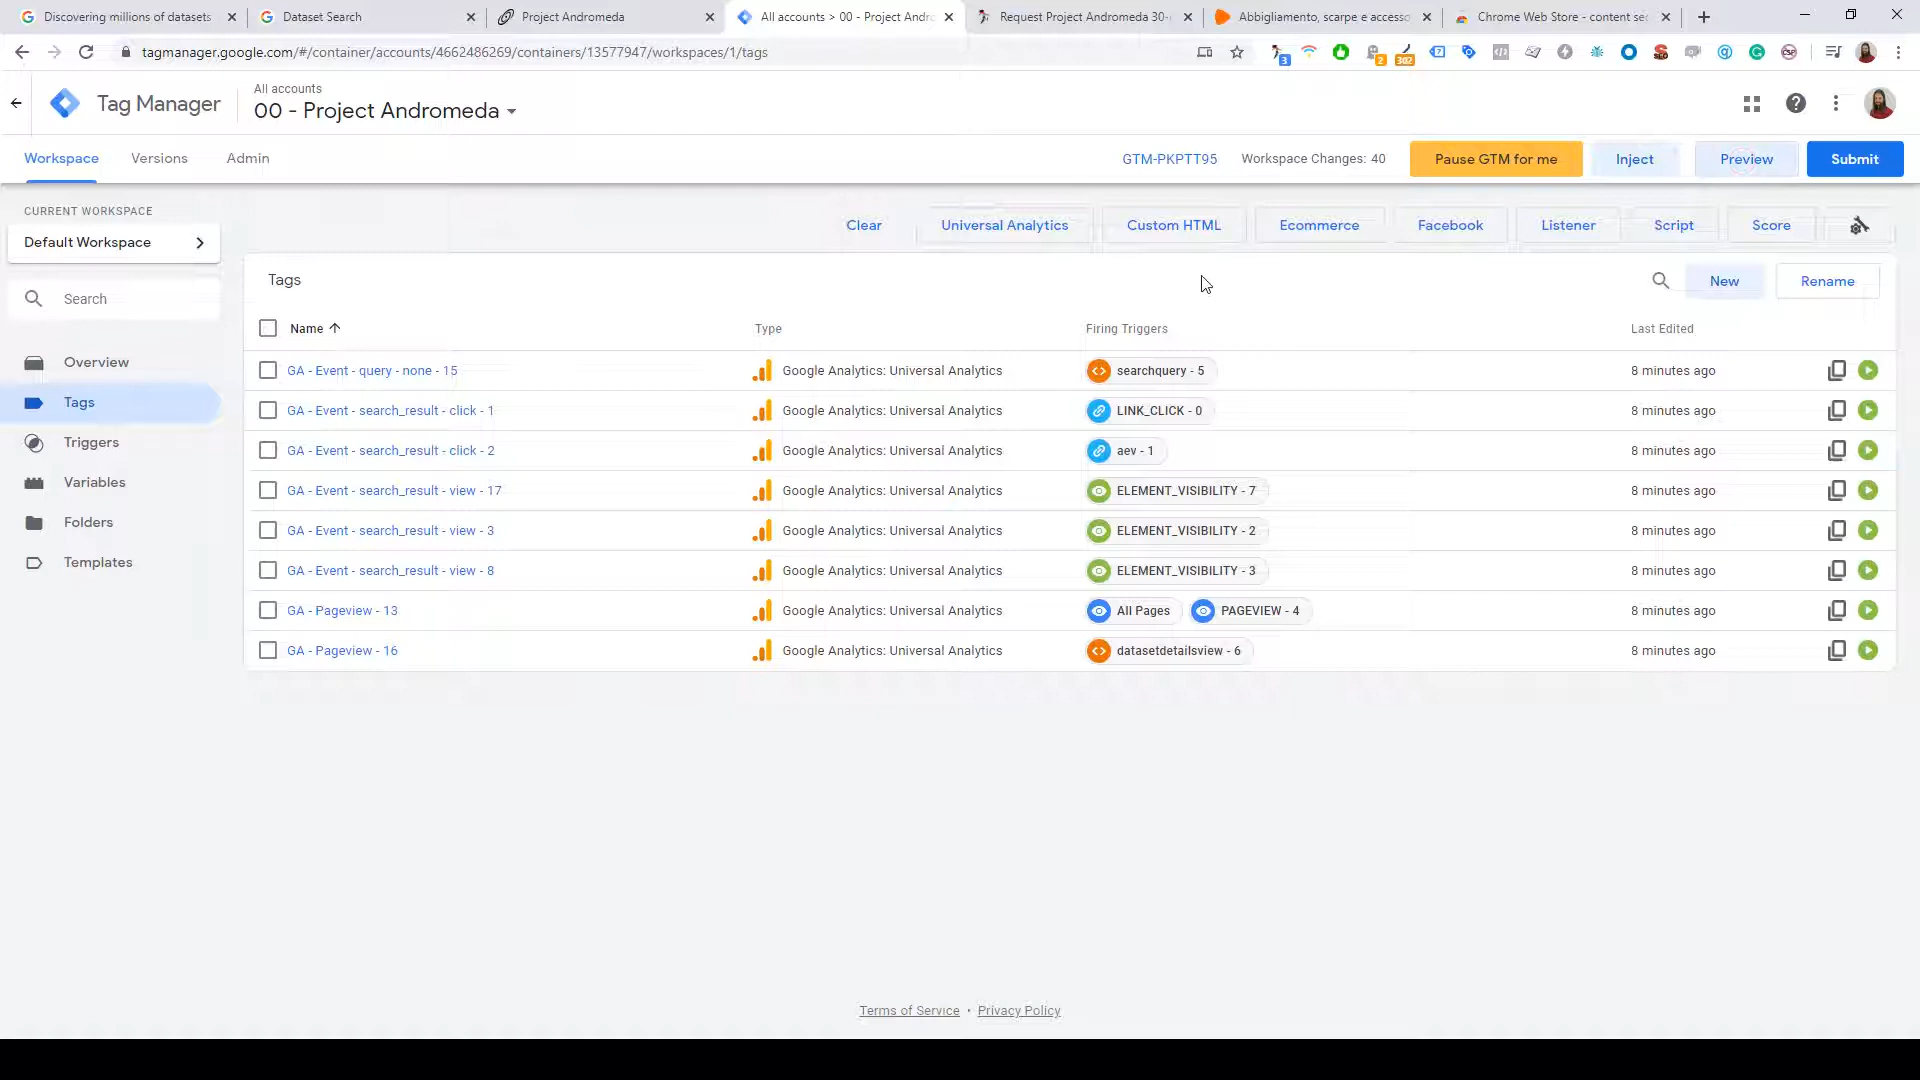 Discovering millions of datasets
Dataset Search
Project Andromeda
All accounts > 00 - Project Andro
Request Project Andromeda 30-
Abbigliamento, scarpe e accesso
Chrome Web Store - content sec
tagmanager.google.com/#/container/accounts/4662486269/containers/13577947/workspaces/1/tags
3
2
302
Tag Manager
All accounts
00 - Project Andromeda
Workspace
Versions
Admin
GTM-PKPTT95
Workspace Changes: 40
Pause GTM for me
Inject
Preview
Submit
CURRENT WORKSPACE
Default Workspace
Search
Overview
Tags
Triggers
Variables
Folders
Templates
Clear
Universal Analytics
Custom HTML
Ecommerce
Facebook
Listener
Script
Score
Tags
New
Rename
Name
Type
Firing Triggers
Last Edited
GA - Event - query - none - 15
Google Analytics: Universal Analytics
searchquery - 5
8 minutes ago
GA - Event - search_result - click - 1
Google Analytics: Universal Analytics
LINK_CLICK - 0
8 minutes ago
GA - Event - search_result - click - 2
Google Analytics: Universal Analytics
aev - 1
8 minutes ago
GA - Event - search_result - view - 17
Google Analytics: Universal Analytics
ELEMENT_VISIBILITY - 7
8 minutes ago
GA - Event - search_result - view - 3
Google Analytics: Universal Analytics
ELEMENT_VISIBILITY - 2
8 minutes ago
GA - Event - search_result - view - 8
Google Analytics: Universal Analytics
ELEMENT_VISIBILITY - 3
8 minutes ago
GA - Pageview - 13
Google Analytics: Universal Analytics
All Pages
PAGEVIEW - 4
8 minutes ago
GA - Pageview - 16
Google Analytics: Universal Analytics
datasetdetailsview - 6
8 minutes ago
Terms of Service • Privacy Policy